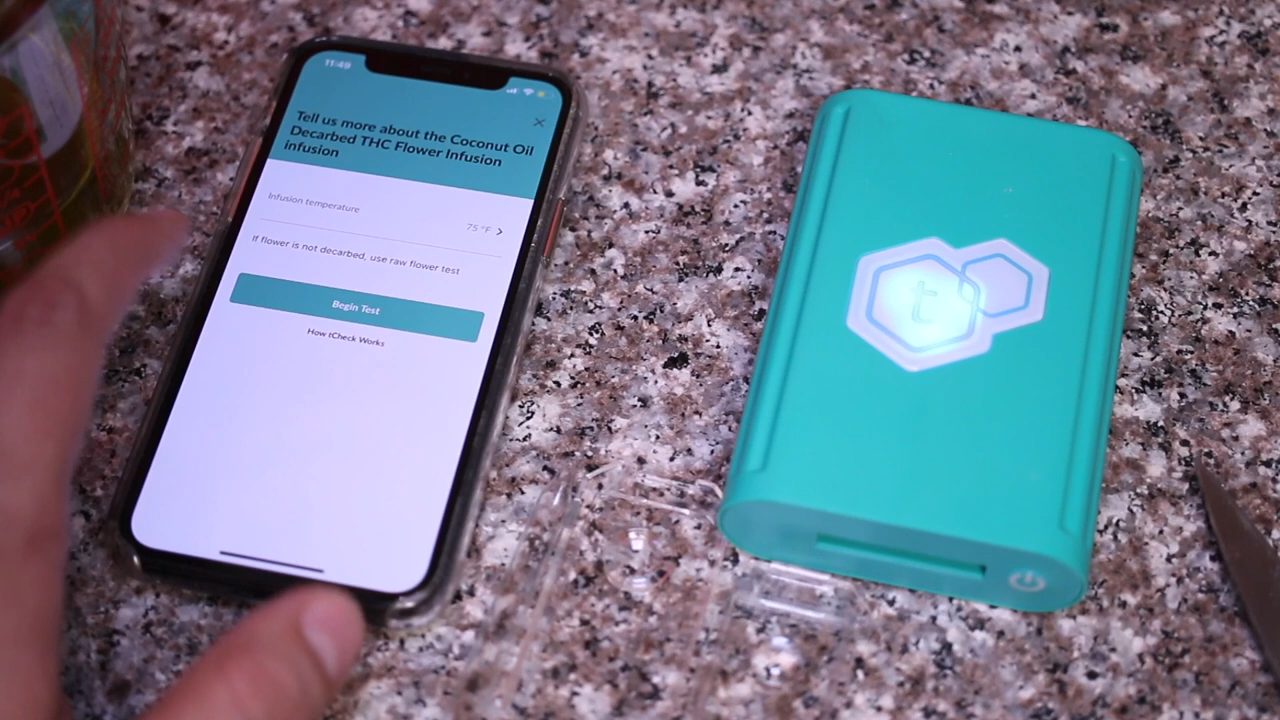 11:49
Tell us more about the Coconut Oil
Decarbed THC Flower Infusion
infusion
Infusion temperature
75 °F
If flower is not decarbed, use raw flower test
Begin Test
How tCheck Works
t